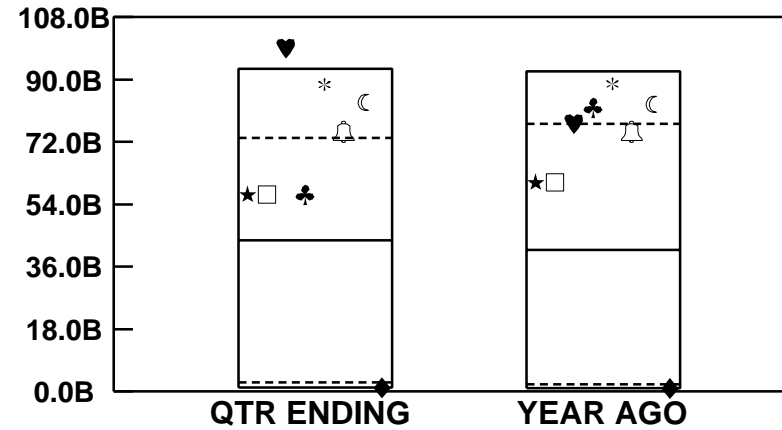 108.0B
90.0B
72.0B
54.0B
36.0B
18.0B
0.0B
QTR ENDING YEAR AGO